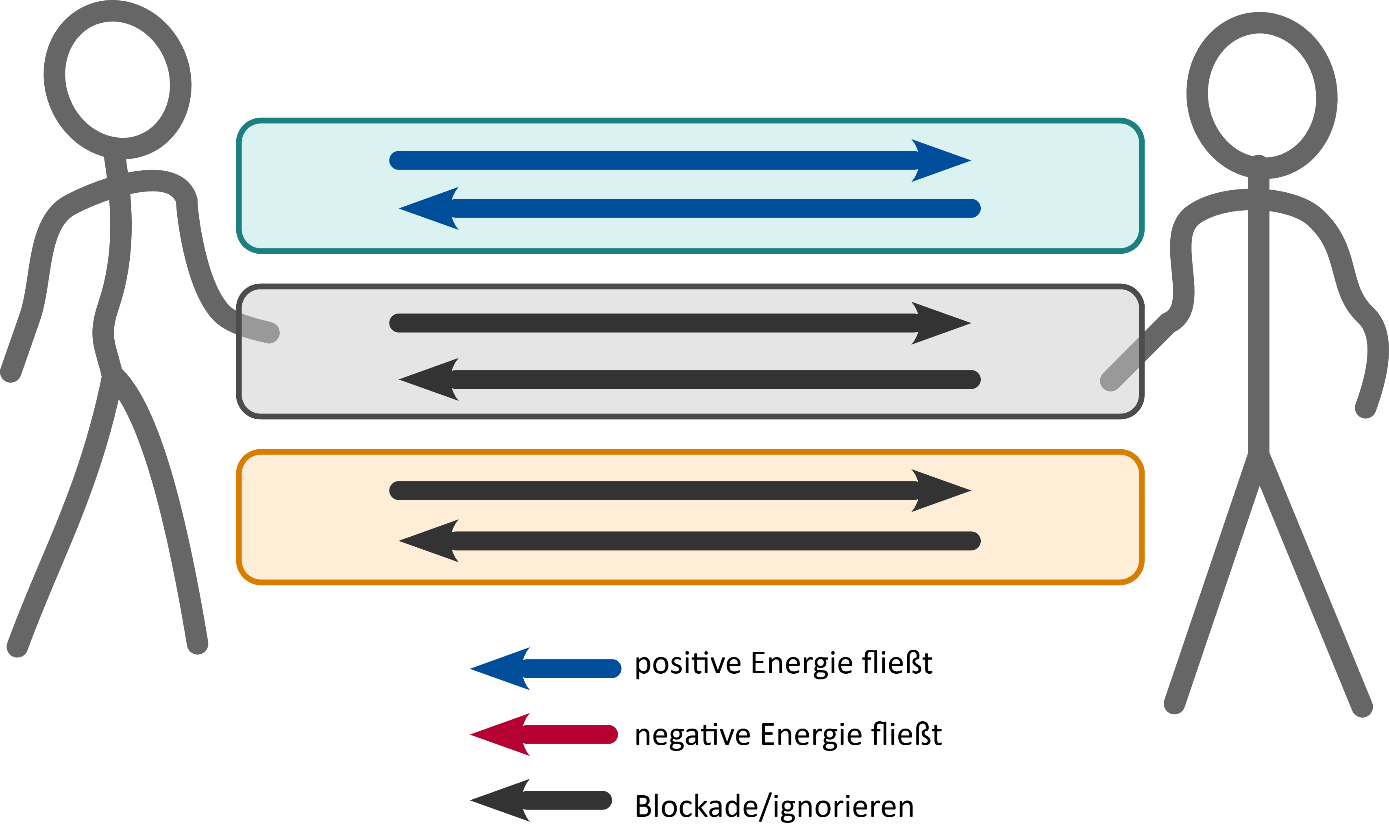 positive Energie fließt
negative Energie fließt
Blockade/ignorieren